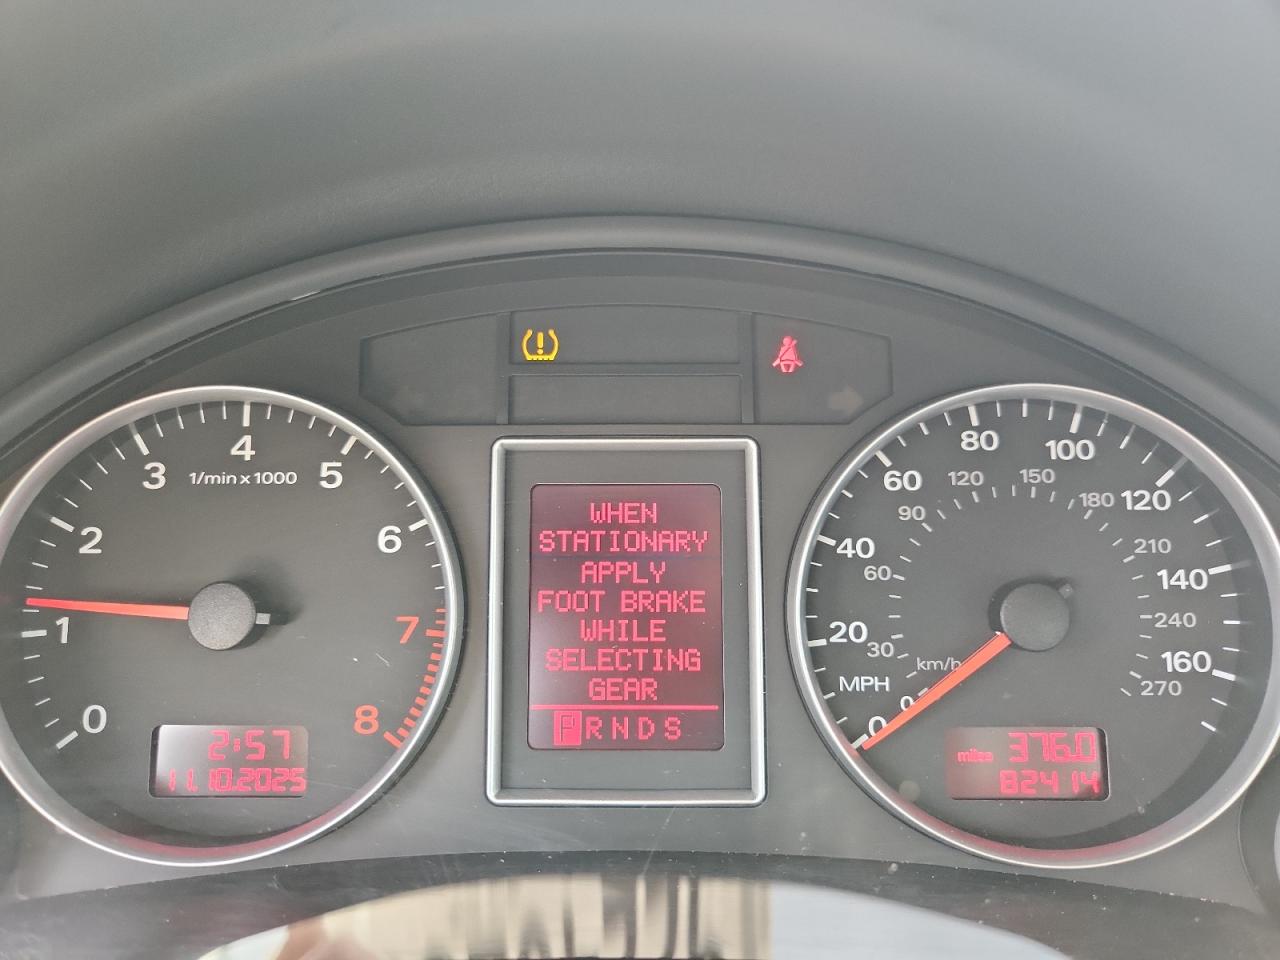 0
1
2
3
4
5
6
7
8
1/min x 1000
2:57
11.10.2025
WHEN
STATIONARY
APPLY
FOOT BRAKE
WHILE
SELECTING
GEAR
P R N D S
0
20
40
60
80
100
120
140
160
MPH
0
30
60
90
120
150
180
210
240
270
km/h
miles 376.0
82414